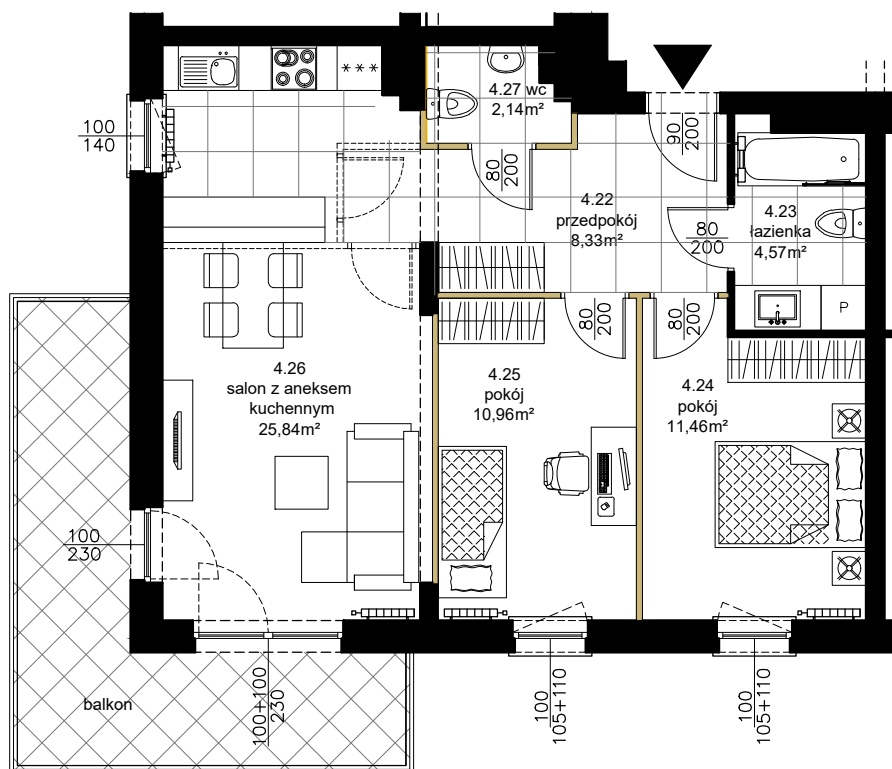 4.27 wc
2,14m²
100
140
90
200
80
200
4.22
przedpokój
8,33m²
80
200
4.23
łazienka
4,57m²
P
80
200
80
200
4.26
salon z aneksem
kuchennym
25,84m²
4.25
pokój
10,96m²
4.24
pokój
11,46m²
100
230
balkon
100+100
230
100
105+110
100
105+110